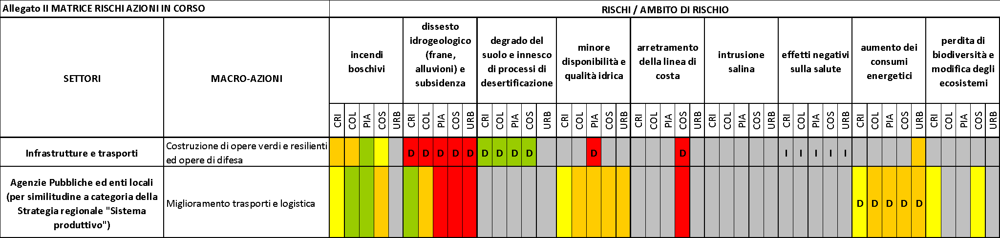 Allegato II MATRICE RISCHI AZIONI IN CORSO
RISCHI / AMBITO DI RISCHIO
SETTORI
MACRO-AZIONI
incendi
boschivi
dissesto
idrogeologico
(frane,
alluvioni) e
subsidenza
degrado del
suolo e innesco
di processi di
desertificazione
minore
disponibilità e
qualità idrica
arretramento
della linea di
costa
intrusione
salina
effetti negativi
sulla salute
aumento dei
consumi
energetici
perdita di
biodiversità e
modifica degli
ecosistemi
CRI COL PIA COS URB CRI COL PIA COS URB CRI COL PIA COS URB CRI COL PIA COS URB CRI COL PIA COS URB CRI COL PIA COS URB CRI COL PIA COS URB CRI COL PIA COS URB CRI COL PIA COS URB
Infrastrutture e trasporti
Costruzione di opere verdi e resilienti
ed opere di difesa
D D D D D D D D D D D I I I I I
Agenzie Pubbliche ed enti locali
(per similitudine a categoria della
Strategia regionale "Sistema
produttivo")
Miglioramento trasporti e logistica
D D D D D